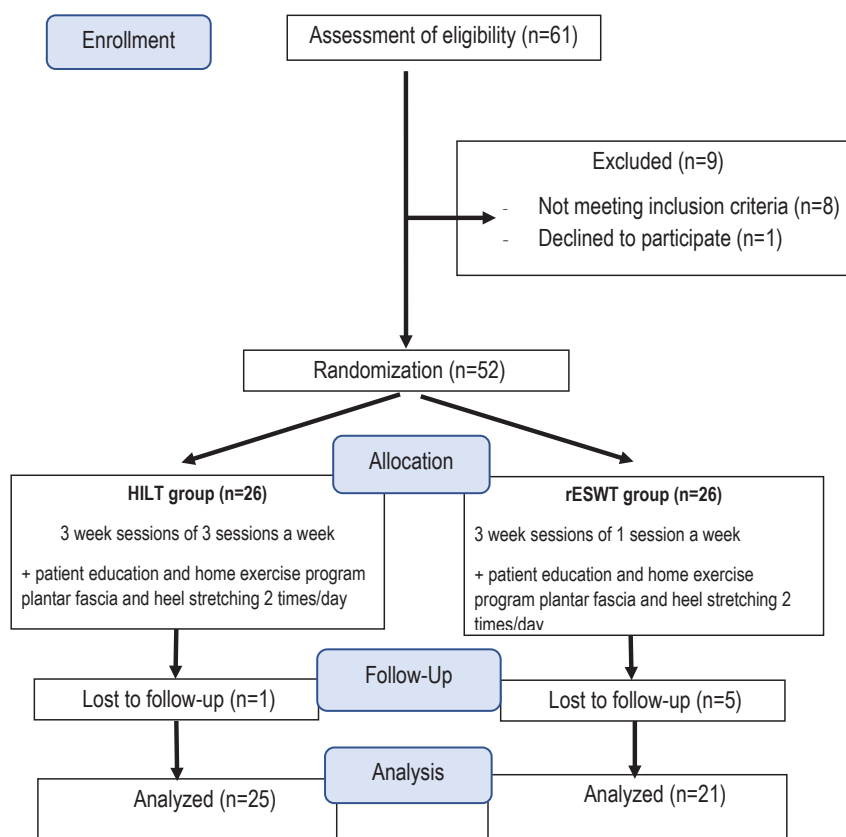 Enrollment
Assessment of eligibility (n=61)
Excluded (n=9)
- Not meeting inclusion criteria (n=8)
- Declined to participate (n=1)
Randomization (n=52)
Allocation
HILT group (n=26)
3 week sessions of 3 sessions a week
+ patient education and home exercise program
plantar fascia and heel stretching 2 times/day
rESWT group (n=26)
3 week sessions of 1 session a week
+ patient education and home exercise
program plantar fascia and heel stretching 2
times/day
Follow-Up
Lost to follow-up (n=1)
Lost to follow-up (n=5)
Analysis
Analyzed (n=25)
Analyzed (n=21)